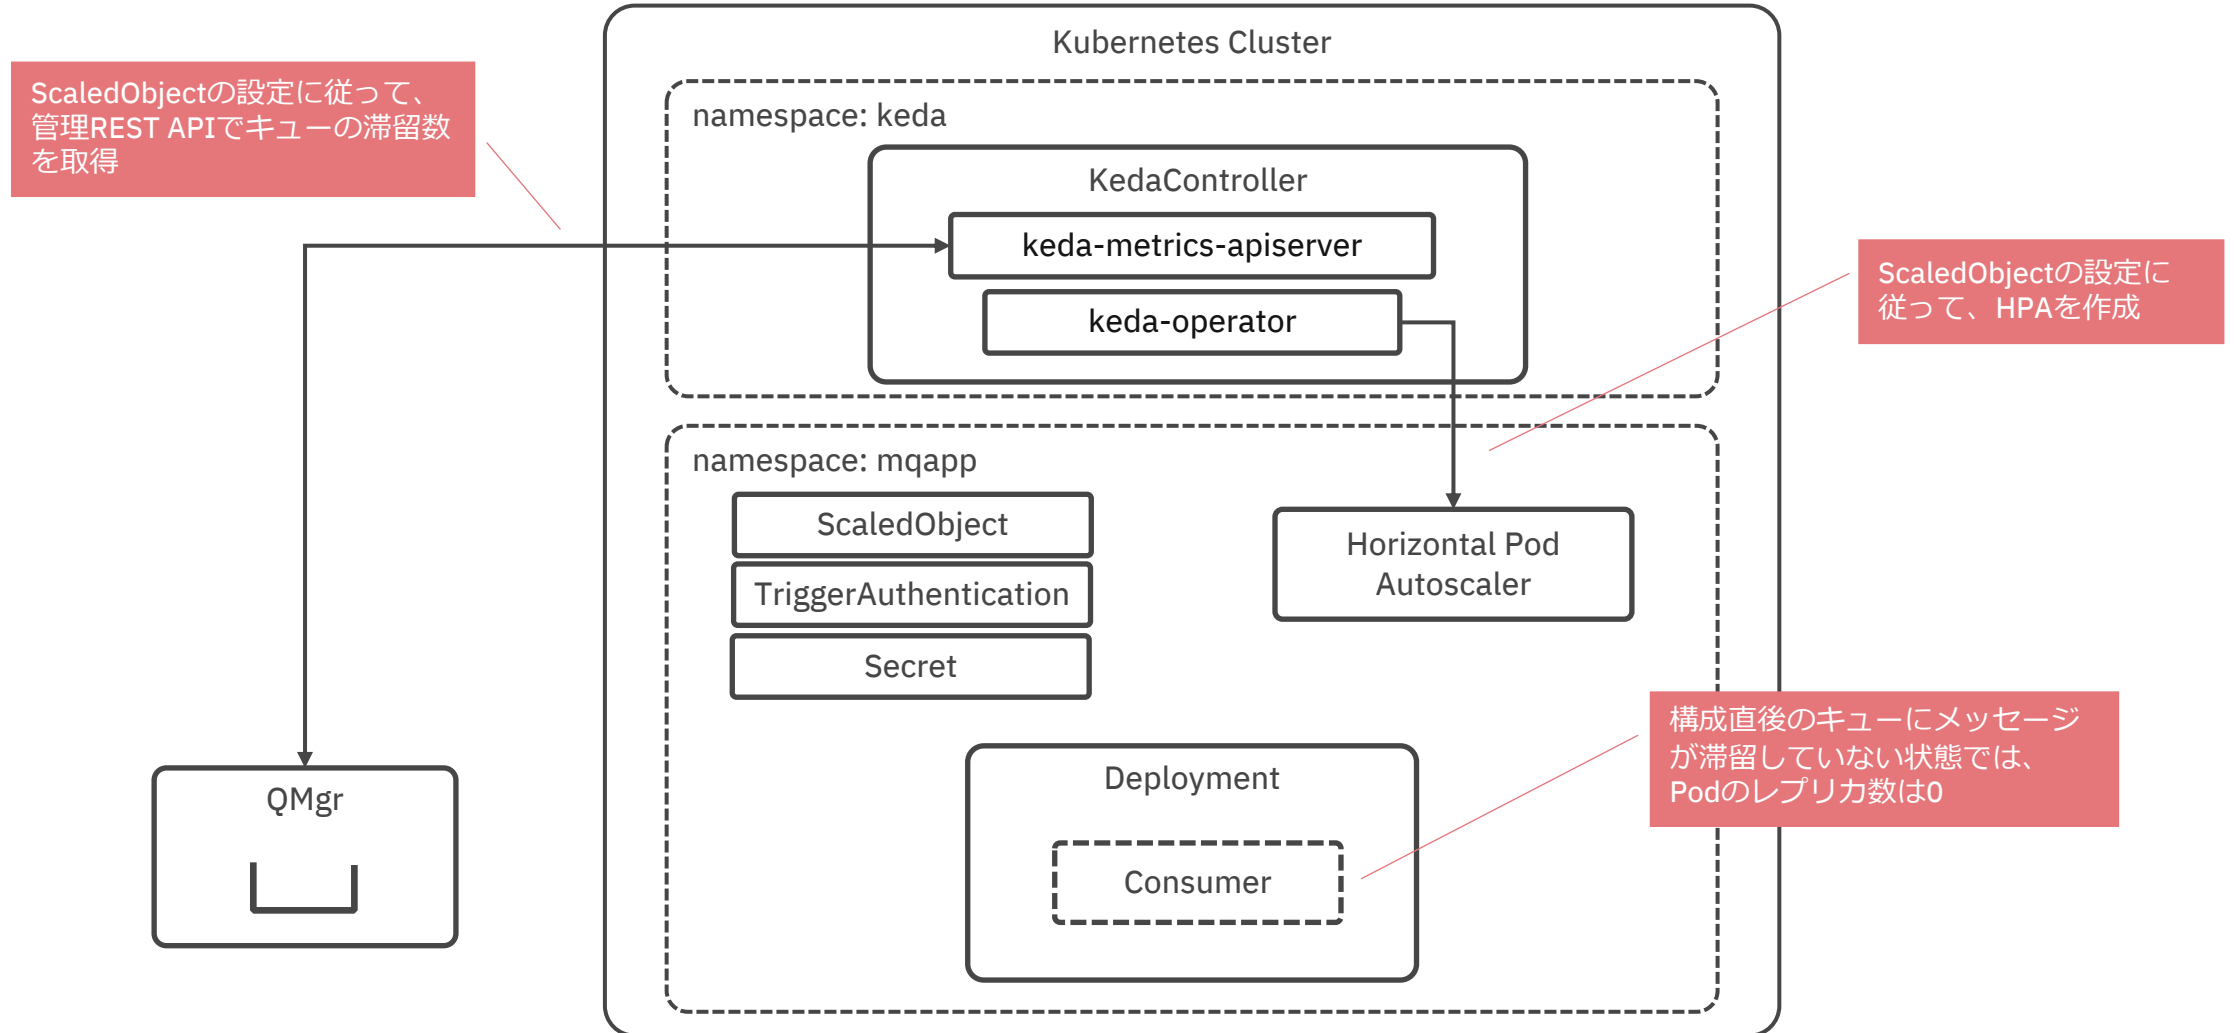 Kubernetes Cluster
ScaledObjectの設定に従って、
管理REST APIでキューの滞留数
を取得
namespace: keda
KedaController
keda-metrics-apiserver
keda-operator
ScaledObjectの設定に
従って、HPAを作成
namespace: mqapp
ScaledObject
TriggerAuthentication
Secret
Horizontal Pod
Autoscaler
構成直後のキューにメッセージ
が滞留していない状態では、
Podのレプリカ数は0
Deployment
Consumer
QMgr